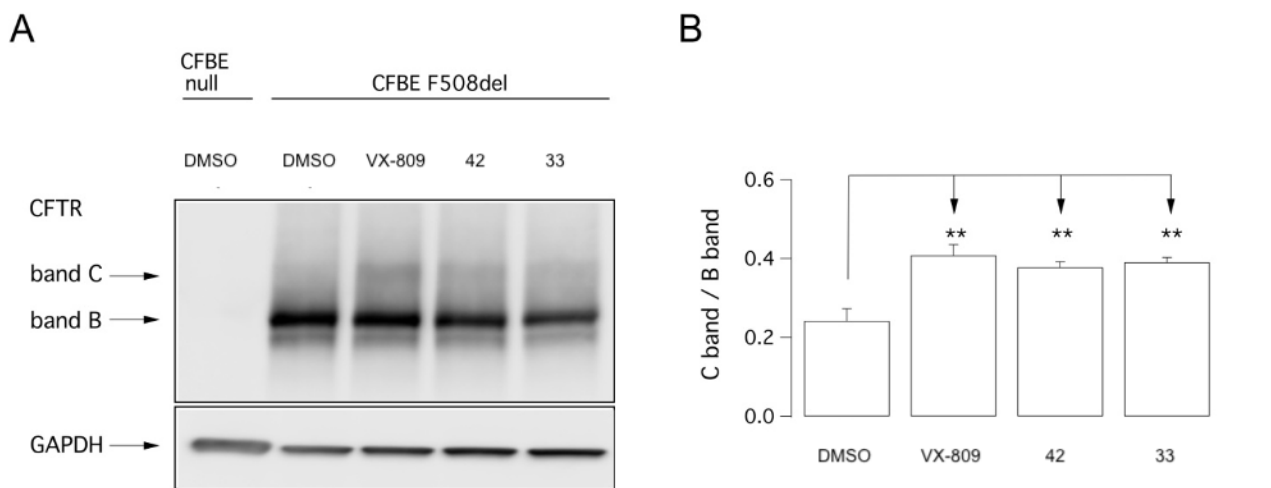 A
CFBE
null
CFBE F508del
DMSO DMSO VX-809 42 33
CFTR
band C
band B
GAPDH
B
C band / B band
0.6
0.4
0.2
0.0
** ** **
DMSO VX-809 42 33